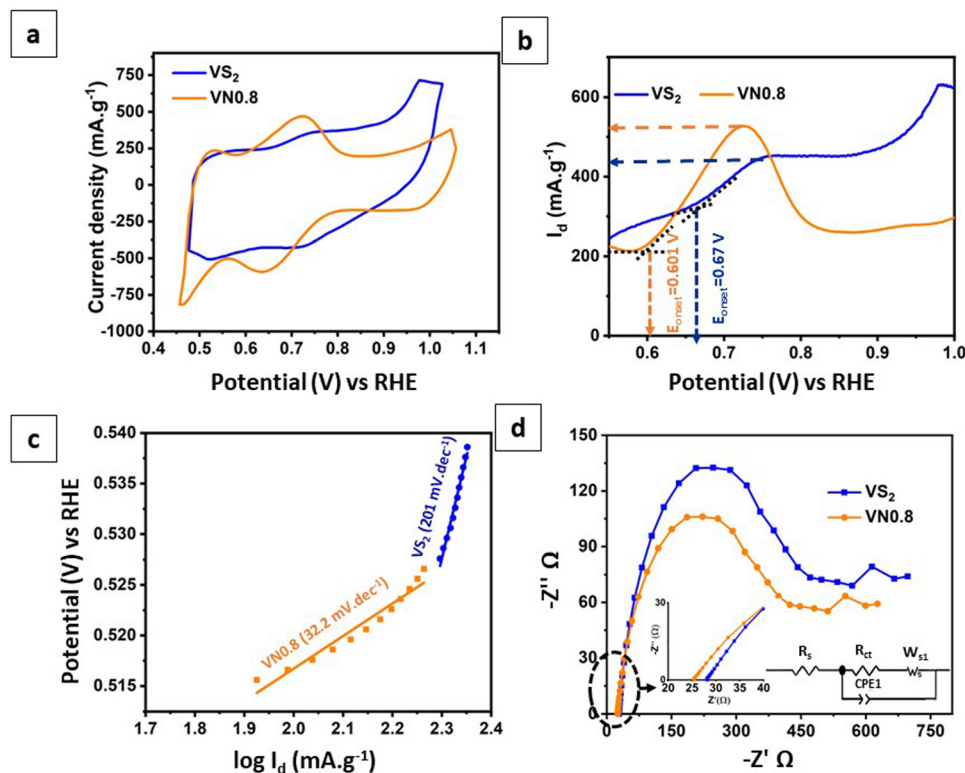 a
VS₂ VN0.8
Current density (mA.g⁻¹)
750
500
250
0
-250
-500
-750
-1000
0.4 0.5 0.6 0.7 0.8 0.9 1.0 1.1
Potential (V) vs RHE
b
VS₂ VN0.8
I_d (mA.g⁻¹)
600
400
200
0
E_onset=0.601 V
E_onset=0.67 V
0.6 0.7 0.8 0.9 1.0
Potential (V) vs RHE
c
Potential (V) vs RHE
0.540
0.535
0.530
0.525
0.520
0.515
VN0.8 (32.2 mV.dec⁻¹)
VS₂ (201 mV.dec⁻¹)
1.9 2.0 2.1 2.2 2.3 2.4
log I_d (mA.g⁻¹)
d
-Z'' Ω
150
120
90
60
30
0
VS₂
VN0.8
-Z'' (Ω)
30
0
20 25 30 35 40
Z'(Ω)
R_s R_ct W_s1
W_s
CPE1
0 150 300 450 600 750 900
-Z' Ω